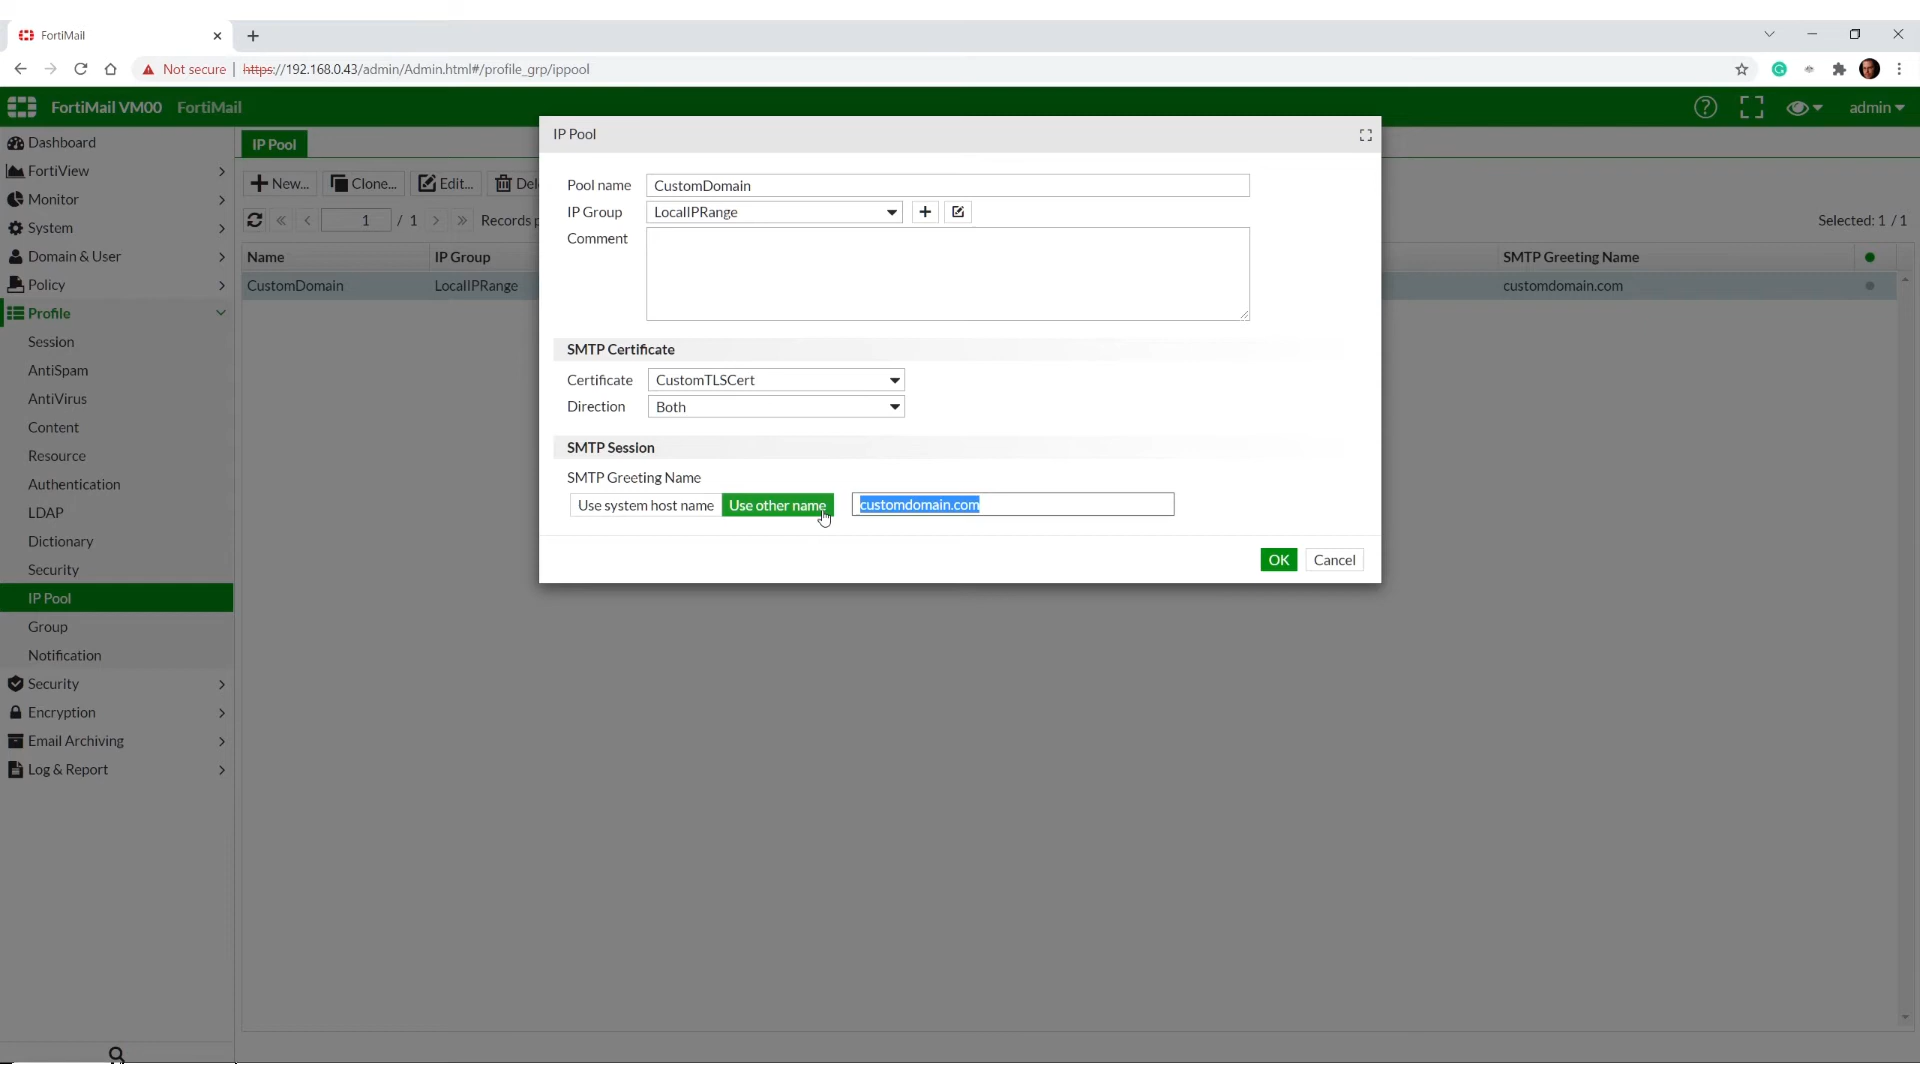 FortiMail
Not secure | https://192.168.0.43/admin/Admin.html#/profile_grp/ippool
FortiMail VM00 FortiMail
admin
Dashboard
FortiView
Monitor
System
Domain & User
Policy
Profile
Session
AntiSpam
AntiVirus
Content
Resource
Authentication
LDAP
Dictionary
Security
IP Pool
Group
Notification
Security
Encryption
Email Archiving
Log & Report
IP Pool
New... Clone... Edit... Del
1 / 1 Records p
Selected: 1 / 1
Name IP Group SMTP Greeting Name
CustomDomain LocalIPRange customdomain.com
IP Pool
Pool name CustomDomain
IP Group LocalIPRange
Comment
SMTP Certificate
Certificate CustomTLSCert
Direction Both
SMTP Session
SMTP Greeting Name
Use system host name Use other name customdomain.com
OK Cancel